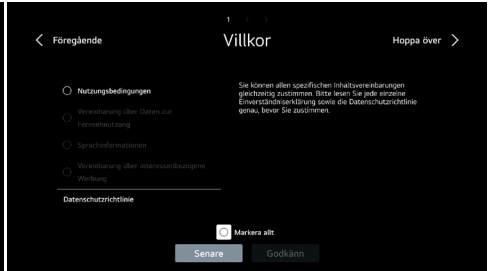 1 2 3
Föregående
Villkor
Hoppa över
Nutzungsbedingungen
Vereinbarung über Daten zur
Fernsehnutzung
Sprachinformationen
Vereinbarung über interessenbezogene
Werbung
Datenschutzrichtlinie
Sie können allen spezifischen Inhaltsvereinbarungen
gleichzeitig zustimmen. Bitte lesen Sie jede einzelne
Einverständniserklärung sowie die Datenschutzrichtlinie
genau, bevor Sie zustimmen.
Markera allt
Senare
Godkänn